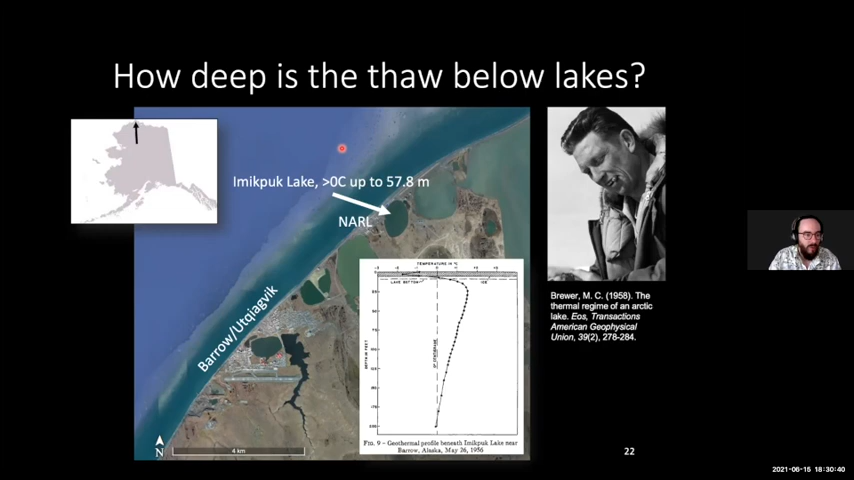 How deep is the thaw below lakes?
Imikpuk Lake, >0C up to 57.8 m
NARL
Barrow/Utqiaġvik
TEMPERATURE IN °C
LAKE BOTTOM
ICE
0° CENTIGRADE
DEPTH IN FEET
FIG. 9 – Geothermal profile beneath Imikpuk Lake near
Barrow, Alaska, May 26, 1956
N
4 km
Brewer, M. C. (1958). The
thermal regime of an arctic
lake. Eos, Transactions
American Geophysical
Union, 39(2), 278-284.
22
2021-06-15 18:30:40